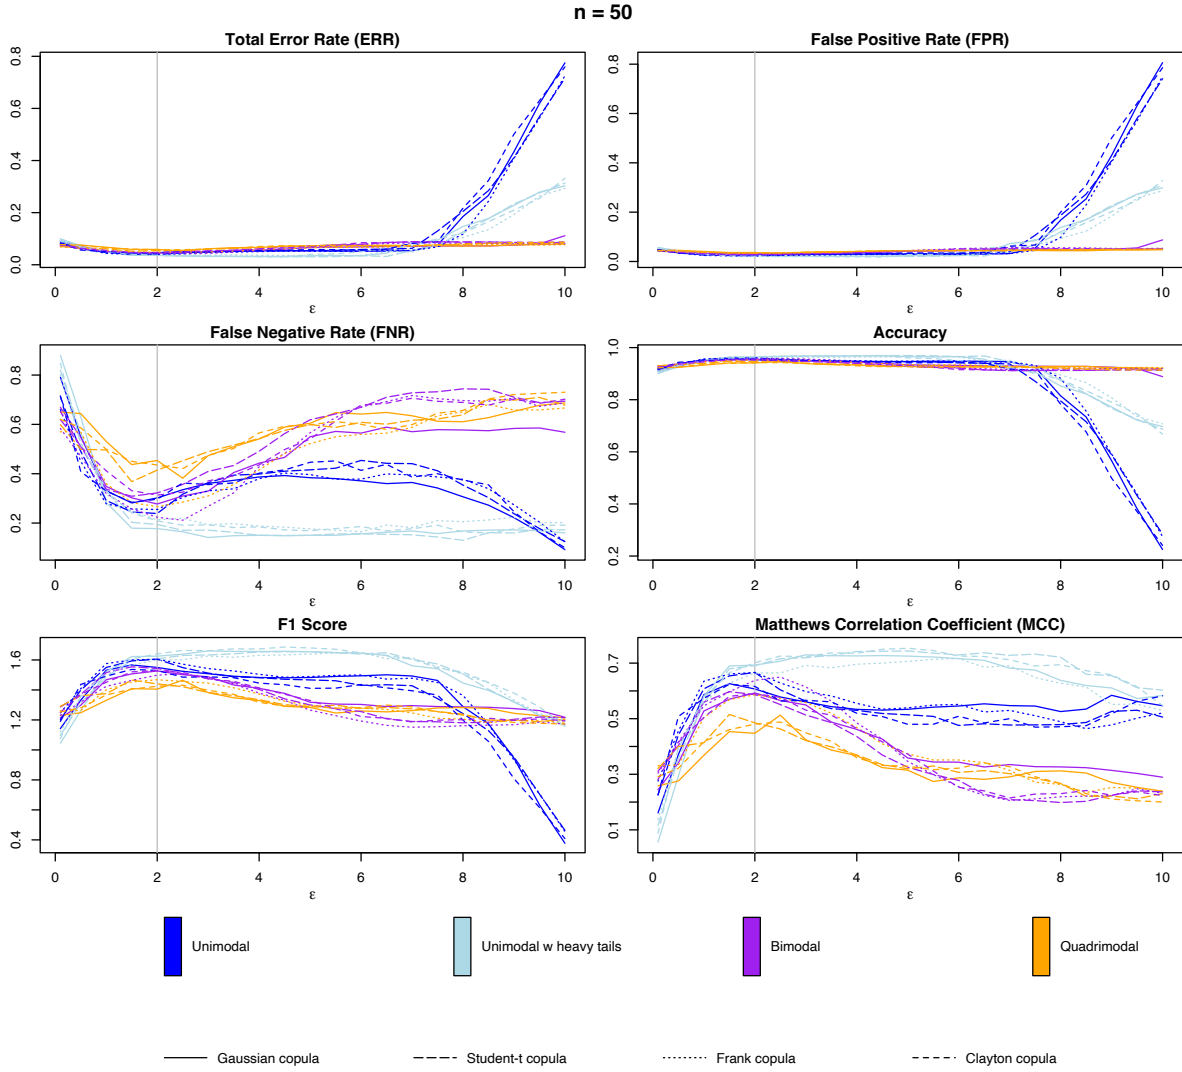 n = 50
Total Error Rate (ERR)
0.0 0.2 0.4 0.6 0.8
0 2 4 6 8 10
ε
False Positive Rate (FPR)
0.0 0.2 0.4 0.6 0.8
0 2 4 6 8 10
ε
False Negative Rate (FNR)
0.2 0.4 0.6 0.8
0 2 4 6 8 10
ε
Accuracy
0.2 0.4 0.6 0.8 1.0
0 2 4 6 8 10
ε
F1 Score
0.4 0.8 1.2 1.6
0 2 4 6 8 10
ε
Matthews Correlation Coefficient (MCC)
0.1 0.3 0.5 0.7
0 2 4 6 8 10
ε
Unimodal
Unimodal w heavy tails
Bimodal
Quadrimodal
Gaussian copula
Student-t copula
Frank copula
Clayton copula